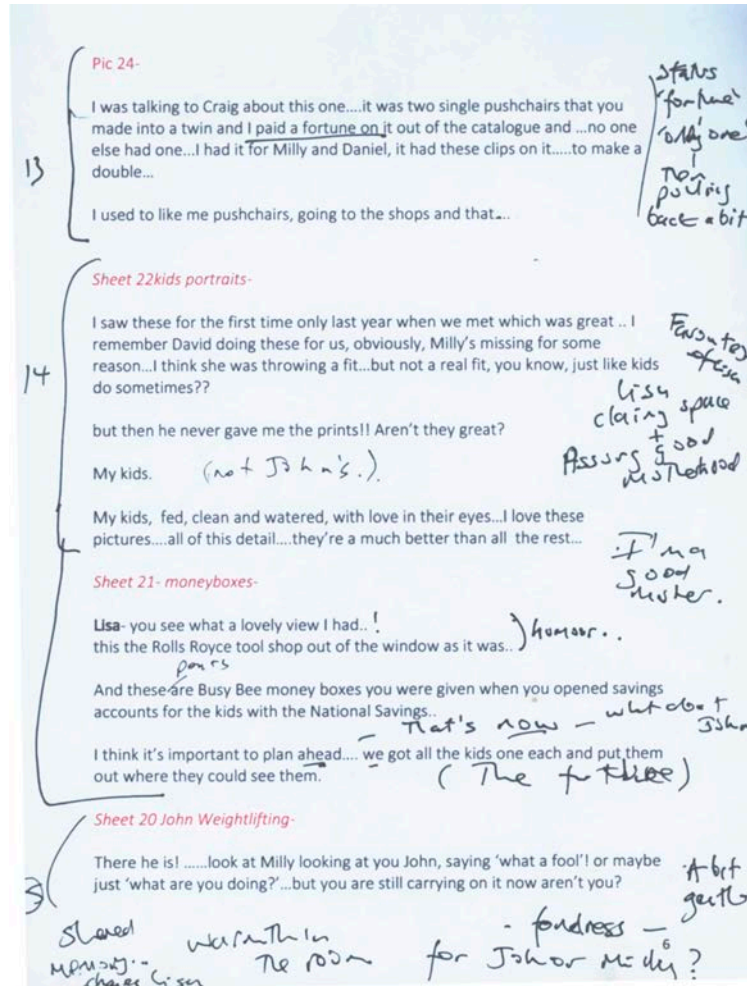 Pic 24-
I was talking to Craig about this one....it was two single pushchairs that you
made into a twin and I paid a fortune on it out of the catalogue and ...no one
else had one...I had it for Milly and Daniel, it had these clips on it.....to make a
double...
I used to like me pushchairs, going to the shops and that....
13
status
'fortune'
'only one'
back a bit
Sheet 22kids portraits-
I saw these for the first time only last year when we met which was great .. I
remember David doing these for us, obviously, Milly's missing for some
reason...I think she was throwing a fit...but not a real fit, you know, just like kids
do sometimes??
but then he never gave me the prints!! Aren't they great?
My kids. (not John's.).
My kids, fed, clean and watered, with love in their eyes...I love these
pictures....all of this detail....they're a much better than all the rest...
14
Lisa
space
+
good
I'm a
good
mother.
Sheet 21- moneyboxes-
Lisa- you see what a lovely view I had.. !
this the Rolls Royce tool shop out of the window as it was.. ) humour..
And these are Busy Bee money boxes you were given when you opened savings
accounts for the kids with the National Savings..
– That's now – what about
John
I think it's important to plan ahead.... we got all the kids one each and put them
out where they could see them. (The future)
Sheet 20 John Weightlifting-
There he is! ......look at Milly looking at you John, saying 'what a fool'! or maybe
just 'what are you doing?'...but you are still carrying on it now aren't you?
A bit
Shared
memory..
warmth in
the room
- fondness –
for John or Milly?
6